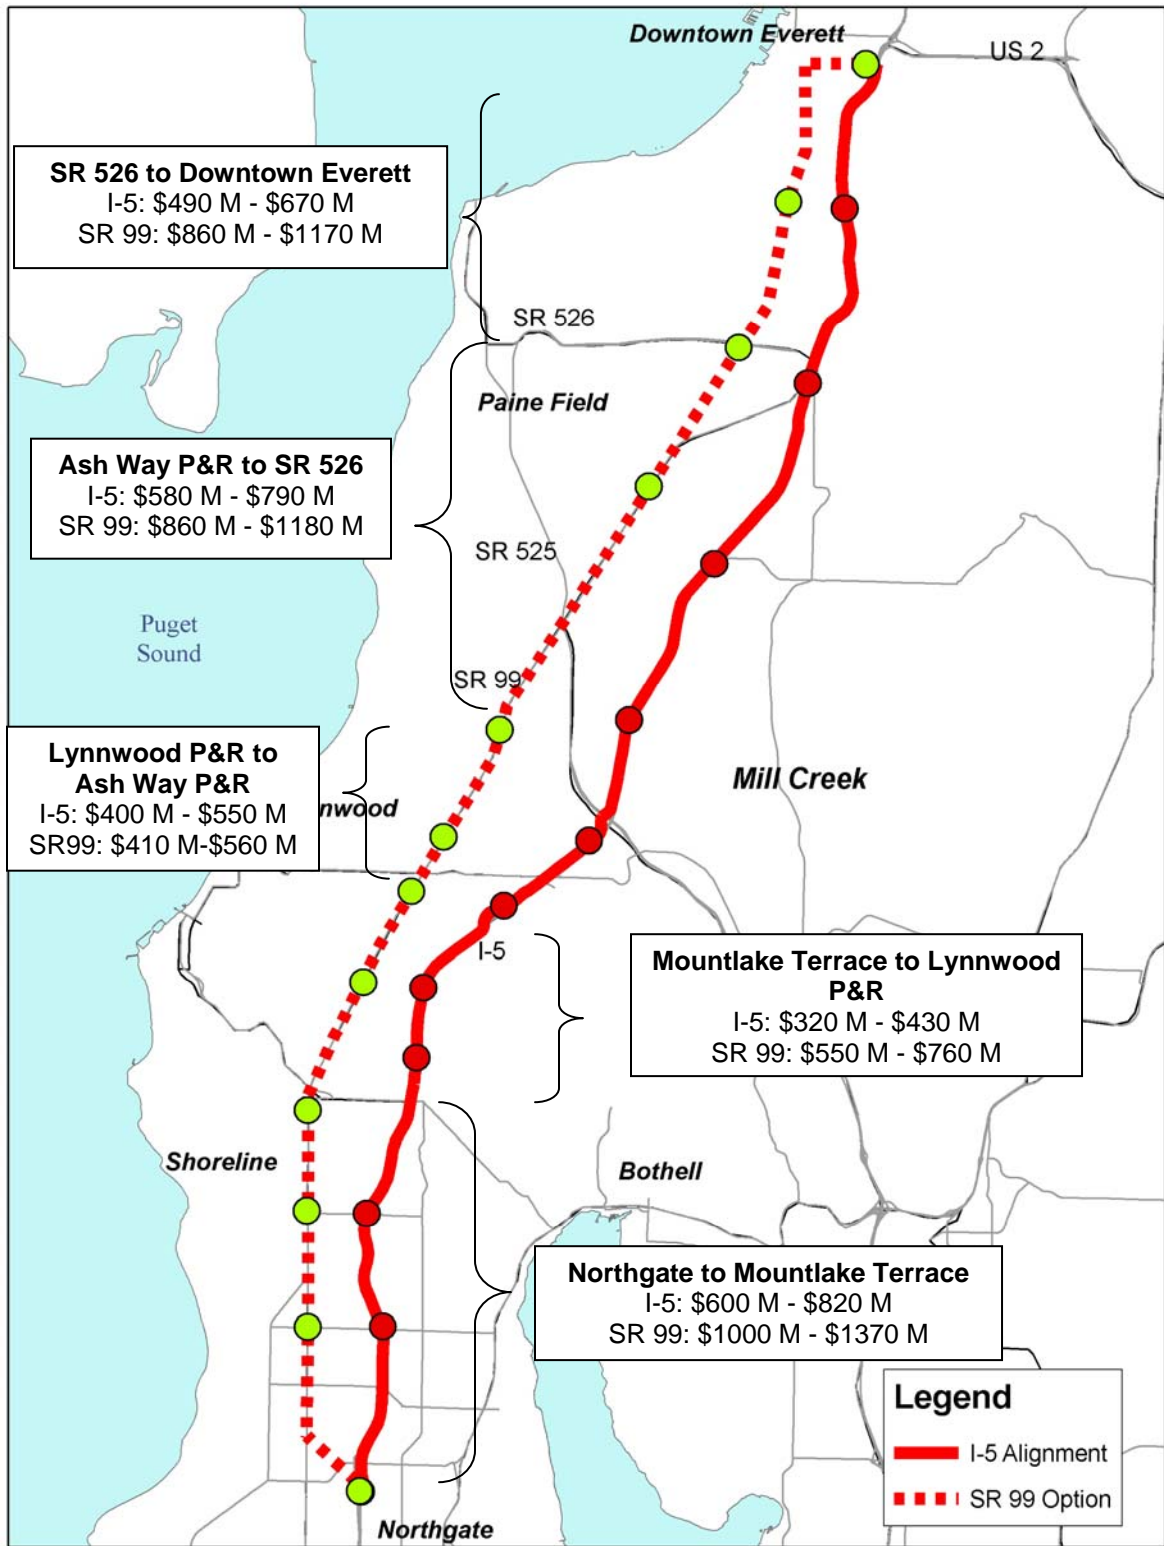 Downtown Everett
US 2
SR 526 to Downtown Everett
I-5: $490 M - $670 M
SR 99: $860 M - $1170 M
SR 526
Paine Field
Ash Way P&R to SR 526
I-5: $580 M - $790 M
SR 99: $860 M - $1180 M
SR 525
Puget
Sound
SR 99
Lynnwood P&R to
Ash Way P&R
I-5: $400 M - $550 M
SR99: $410 M-$560 M
nwood
Mill Creek
I-5
Mountlake Terrace to Lynnwood
P&R
I-5: $320 M - $430 M
SR 99: $550 M - $760 M
Shoreline
Bothell
Northgate to Mountlake Terrace
I-5: $600 M - $820 M
SR 99: $1000 M - $1370 M
Legend
I-5 Alignment
SR 99 Option
Northgate